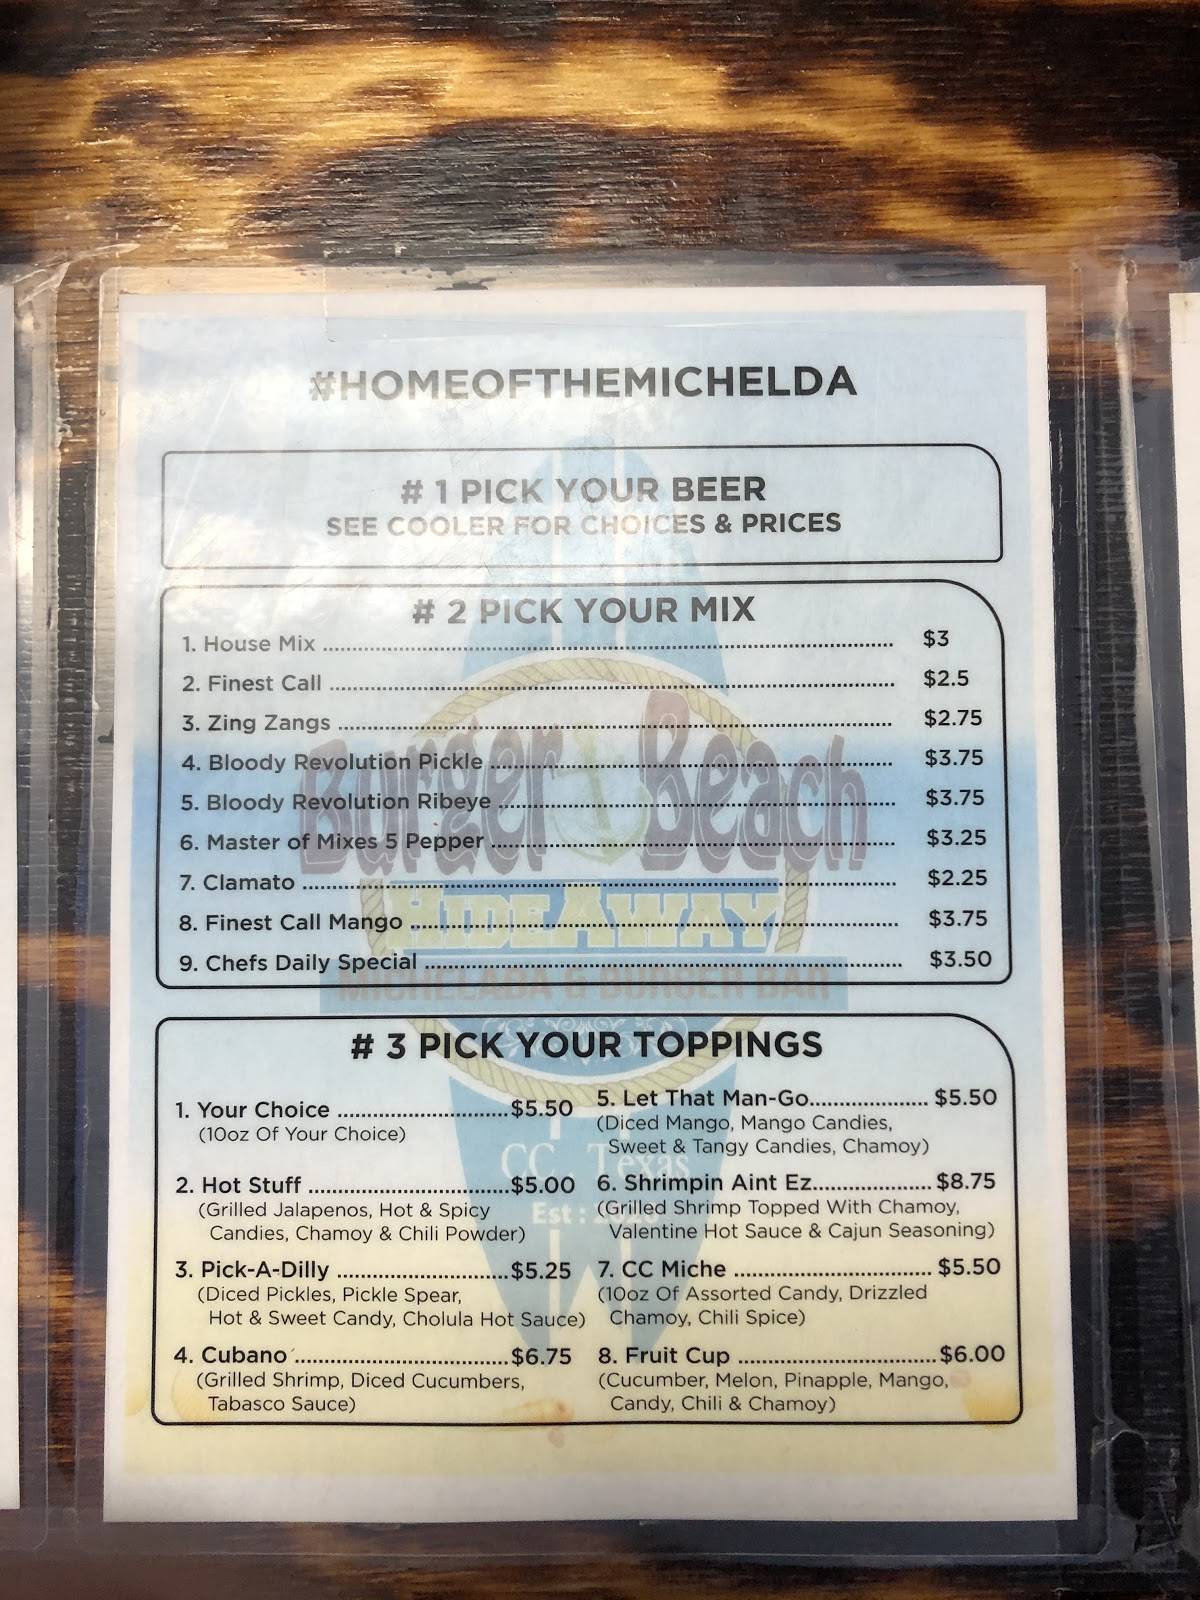 #HOMEOFTHEMICHELDA
# 1 PICK YOUR BEER
SEE COOLER FOR CHOICES & PRICES
# 2 PICK YOUR MIX
1. House Mix ........ $3
2. Finest Call ........ $2.5
3. Zing Zangs ........ $2.75
4. Bloody Revolution Pickle ........ $3.75
5. Bloody Revolution Ribeye ........ $3.75
6. Master of Mixes 5 Pepper ........ $3.25
7. Clamato ........ $2.25
8. Finest Call Mango ........ $3.75
9. Chefs Daily Special ........ $3.50
Burger Beach
HIDEAWAY
MICHELADA & BURGER BAR
CC, Texas
# 3 PICK YOUR TOPPINGS
1. Your Choice ........ $5.50
(10oz Of Your Choice)
2. Hot Stuff ........ $5.00
(Grilled Jalapenos, Hot & Spicy
Candies, Chamoy & Chili Powder)
3. Pick-A-Dilly ........ $5.25
(Diced Pickles, Pickle Spear,
Hot & Sweet Candy, Cholula Hot Sauce)
4. Cubano ........ $6.75
(Grilled Shrimp, Diced Cucumbers,
Tabasco Sauce)
5. Let That Man-Go........ $5.50
(Diced Mango, Mango Candies,
Sweet & Tangy Candies, Chamoy)
6. Shrimpin Aint Ez........ $8.75
(Grilled Shrimp Topped With Chamoy,
Valentine Hot Sauce & Cajun Seasoning)
7. CC Miche ........ $5.50
(10oz Of Assorted Candy, Drizzled
Chamoy, Chili Spice)
8. Fruit Cup ........ $6.00
(Cucumber, Melon, Pinapple, Mango,
Candy, Chili & Chamoy)
Est :